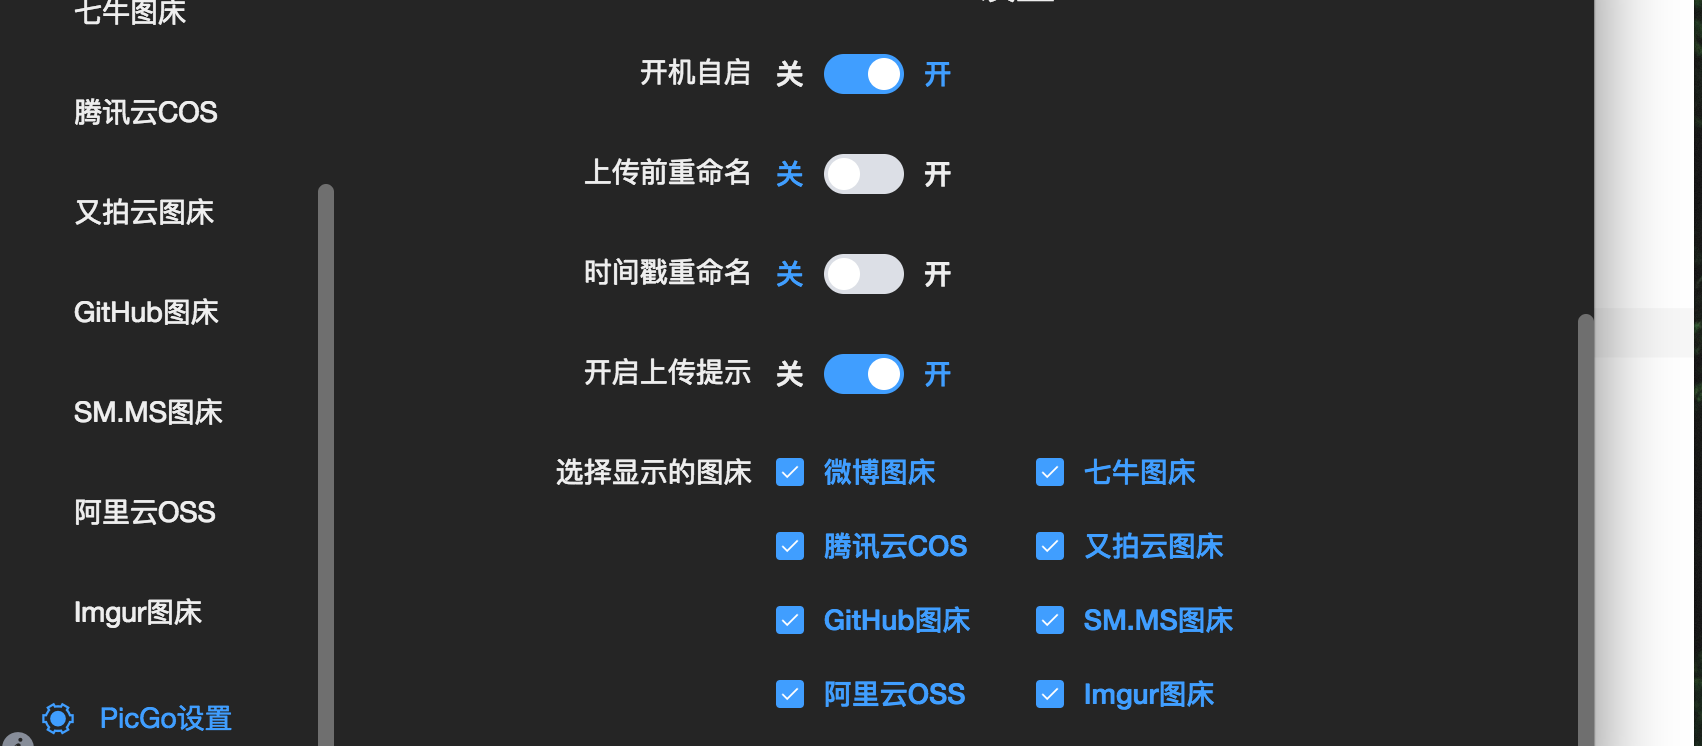 七牛图床
腾讯云COS
又拍云图床
GitHub图床
SM.MS图床
阿里云OSS
Imgur图床
PicGo设置
开机自启 关 开
上传前重命名 关 开
时间戳重命名 关 开
开启上传提示 关 开
选择显示的图床 微博图床 七牛图床
腾讯云COS 又拍云图床
GitHub图床 SM.MS图床
阿里云OSS Imgur图床